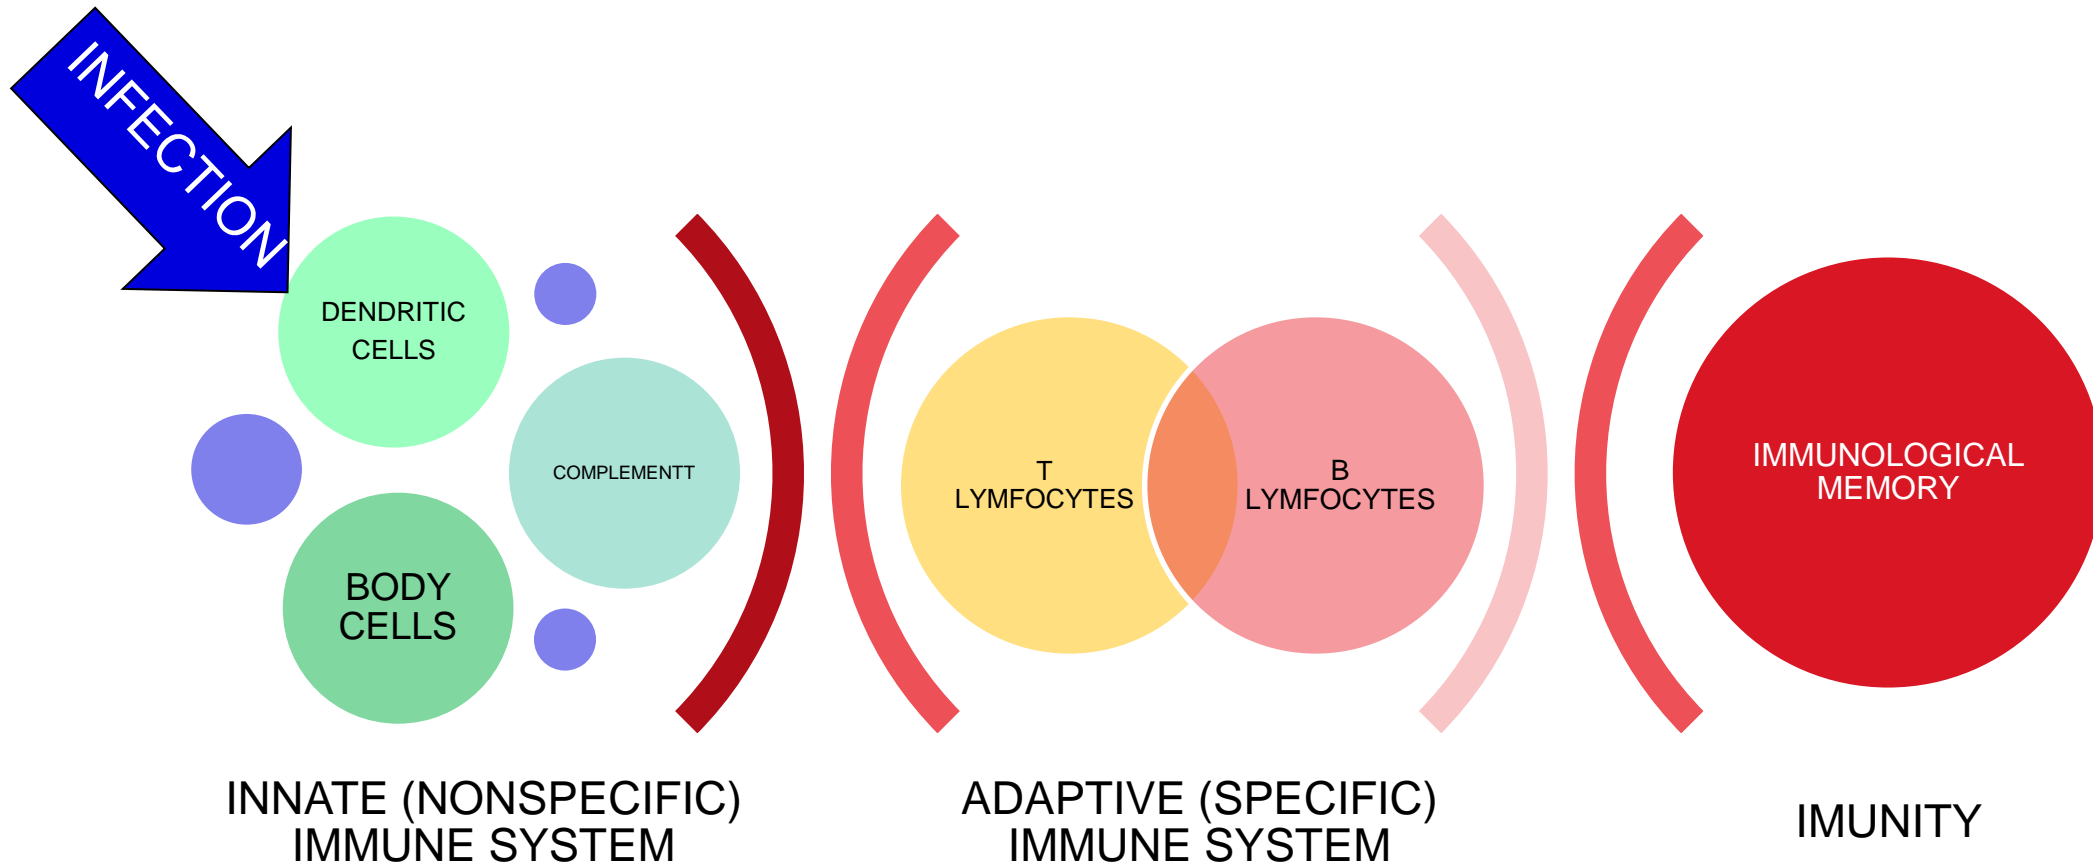 INFECTION
DENDRITIC
CELLS
COMPLEMENTT
BODY
CELLS
T
LYMFOCYTES
B
LYMFOCYTES
IMMUNOLOGICAL
MEMORY
INNATE (NONSPECIFIC)
IMMUNE SYSTEM
ADAPTIVE (SPECIFIC)
IMMUNE SYSTEM
IMUNITY